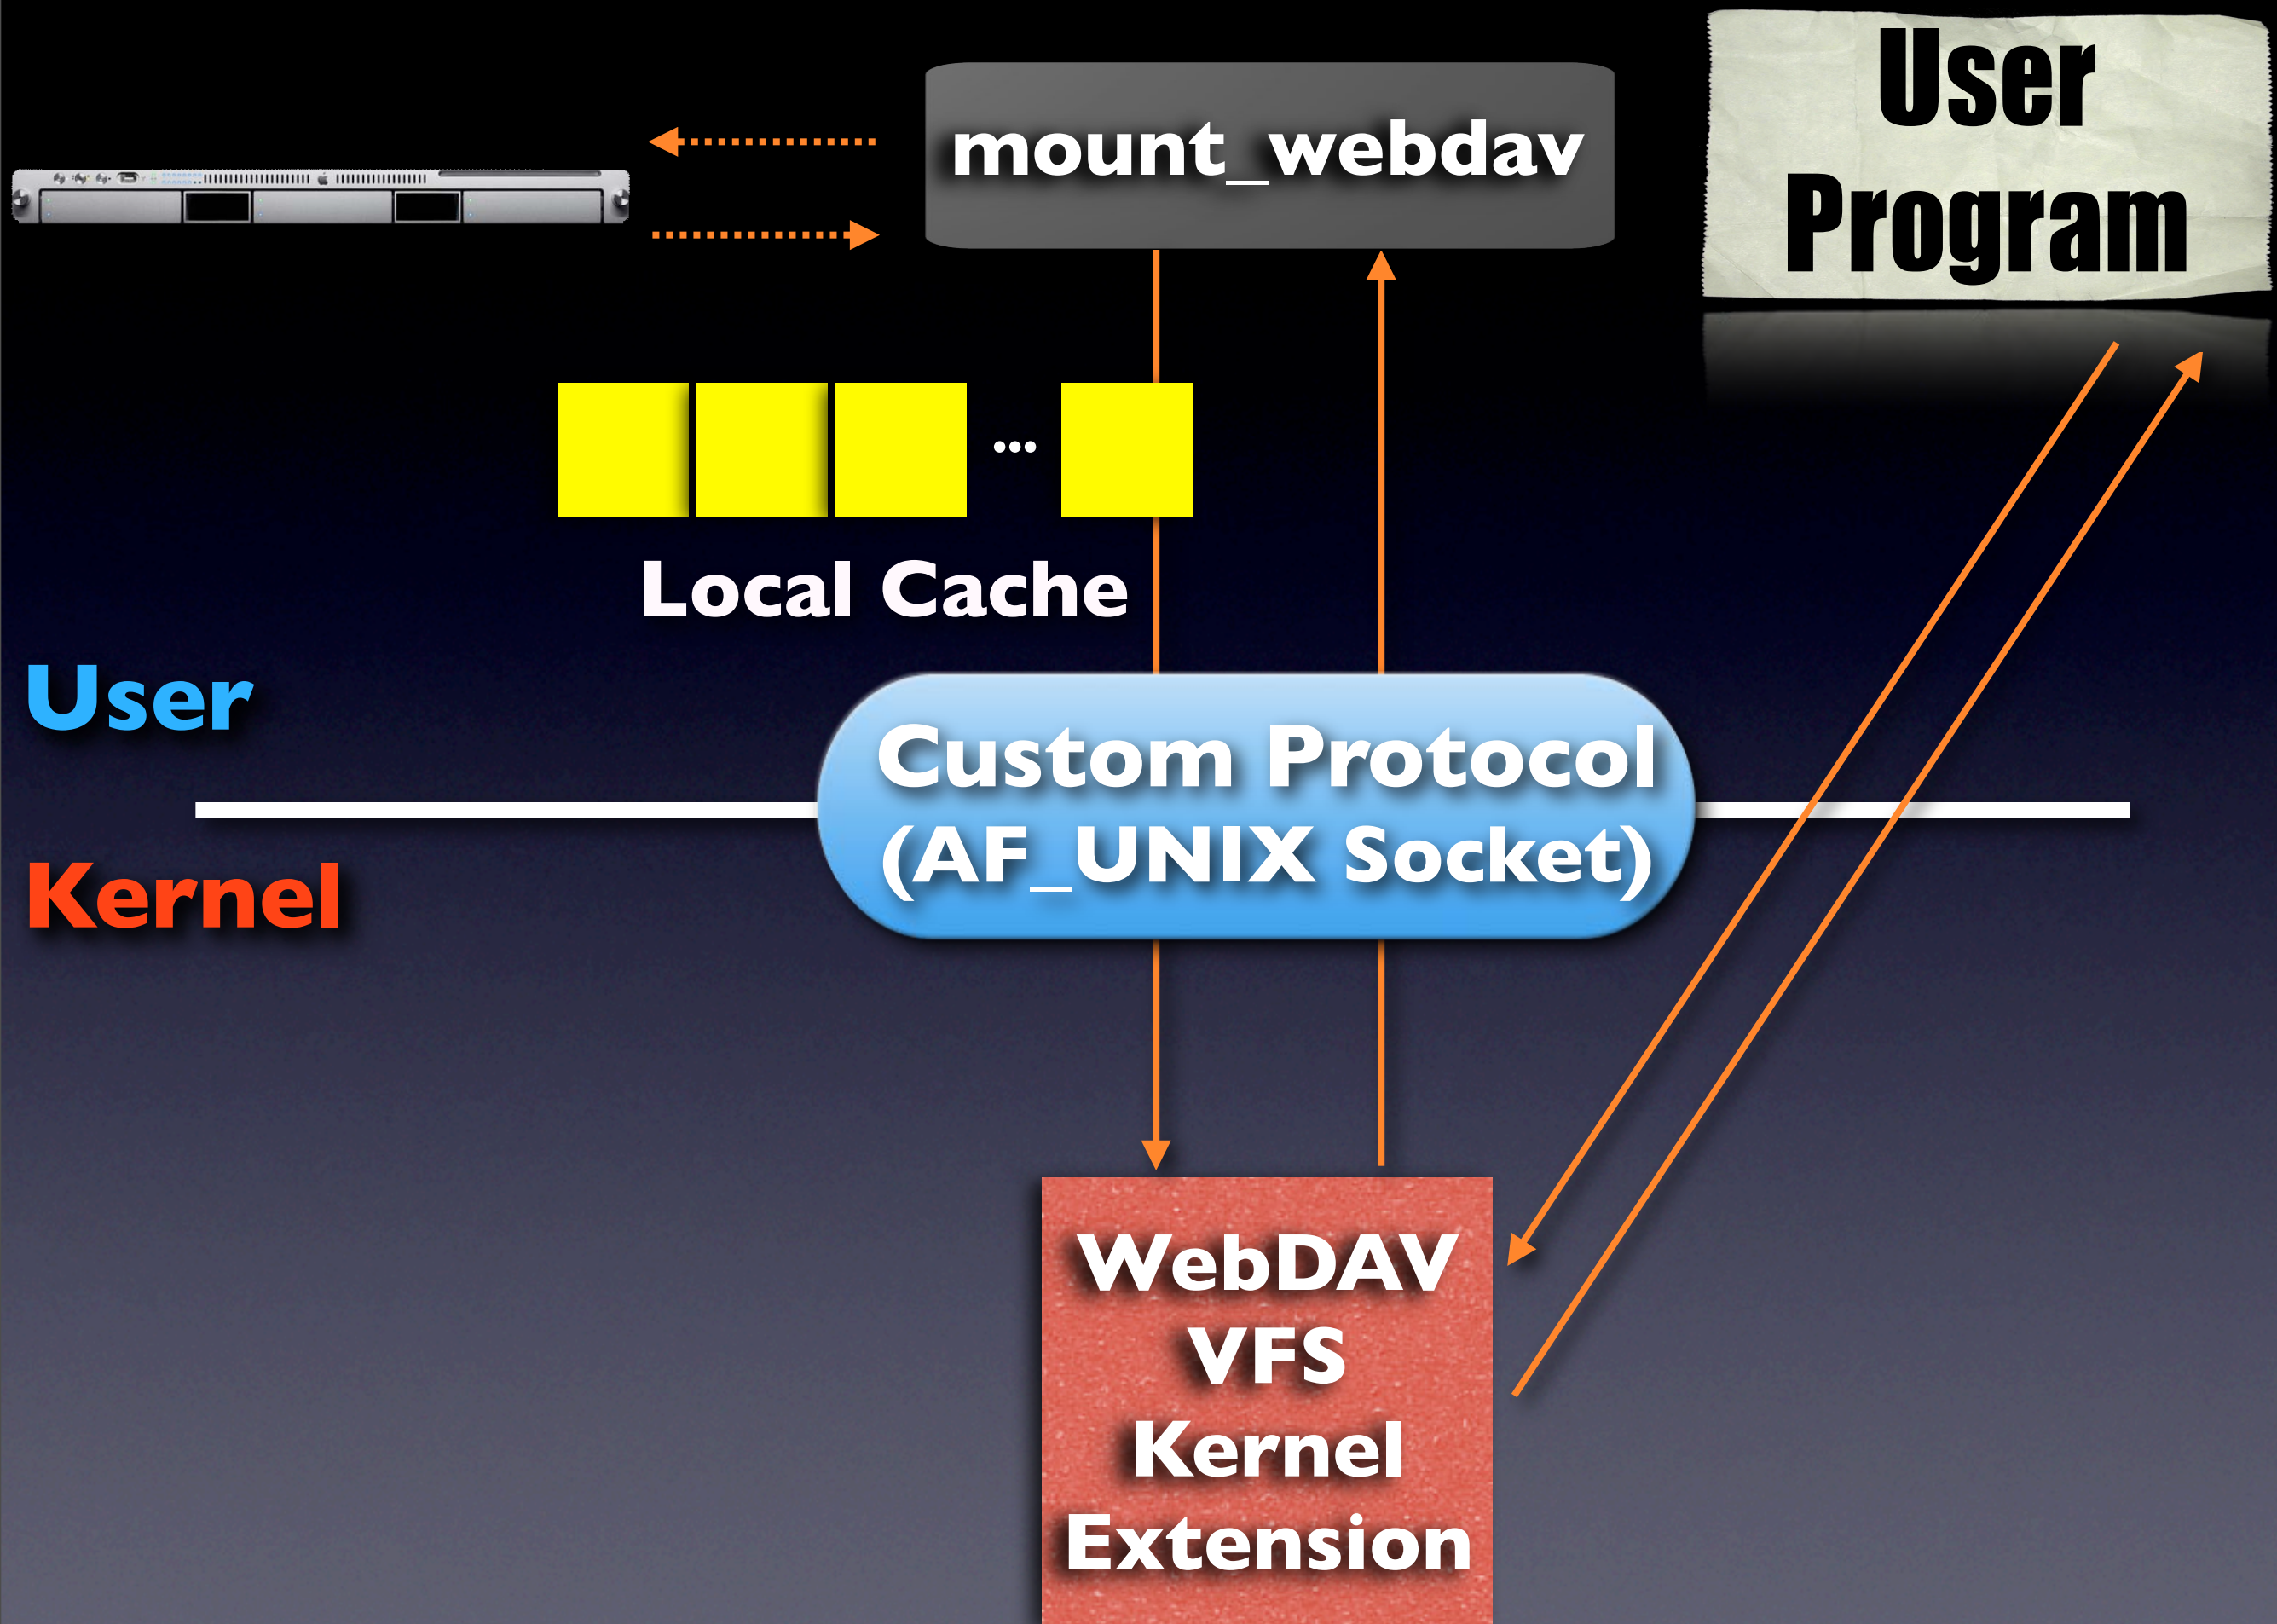 mount_webdav
User
Program
...
Local Cache
User
Custom Protocol
(AF_UNIX Socket)
Kernel
WebDAV
VFS
Kernel
Extension